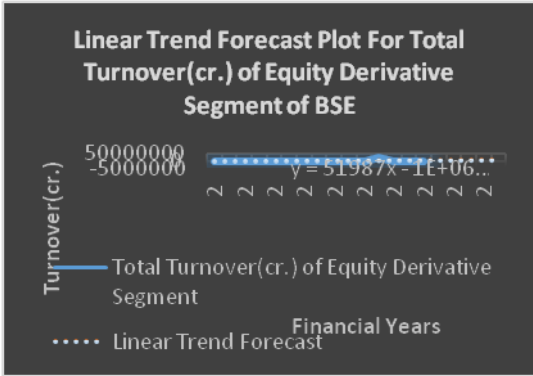 Linear Trend Forecast Plot For Total
Turnover(cr.) of Equity Derivative
Segment of BSE
Turnover(cr.)
50000000
0
-5000000
y = 51987x - 1E+06...
2 2 2 2 2 2 2 2 2 2
Total Turnover(cr.) of Equity Derivative
Segment
Financial Years
Linear Trend Forecast